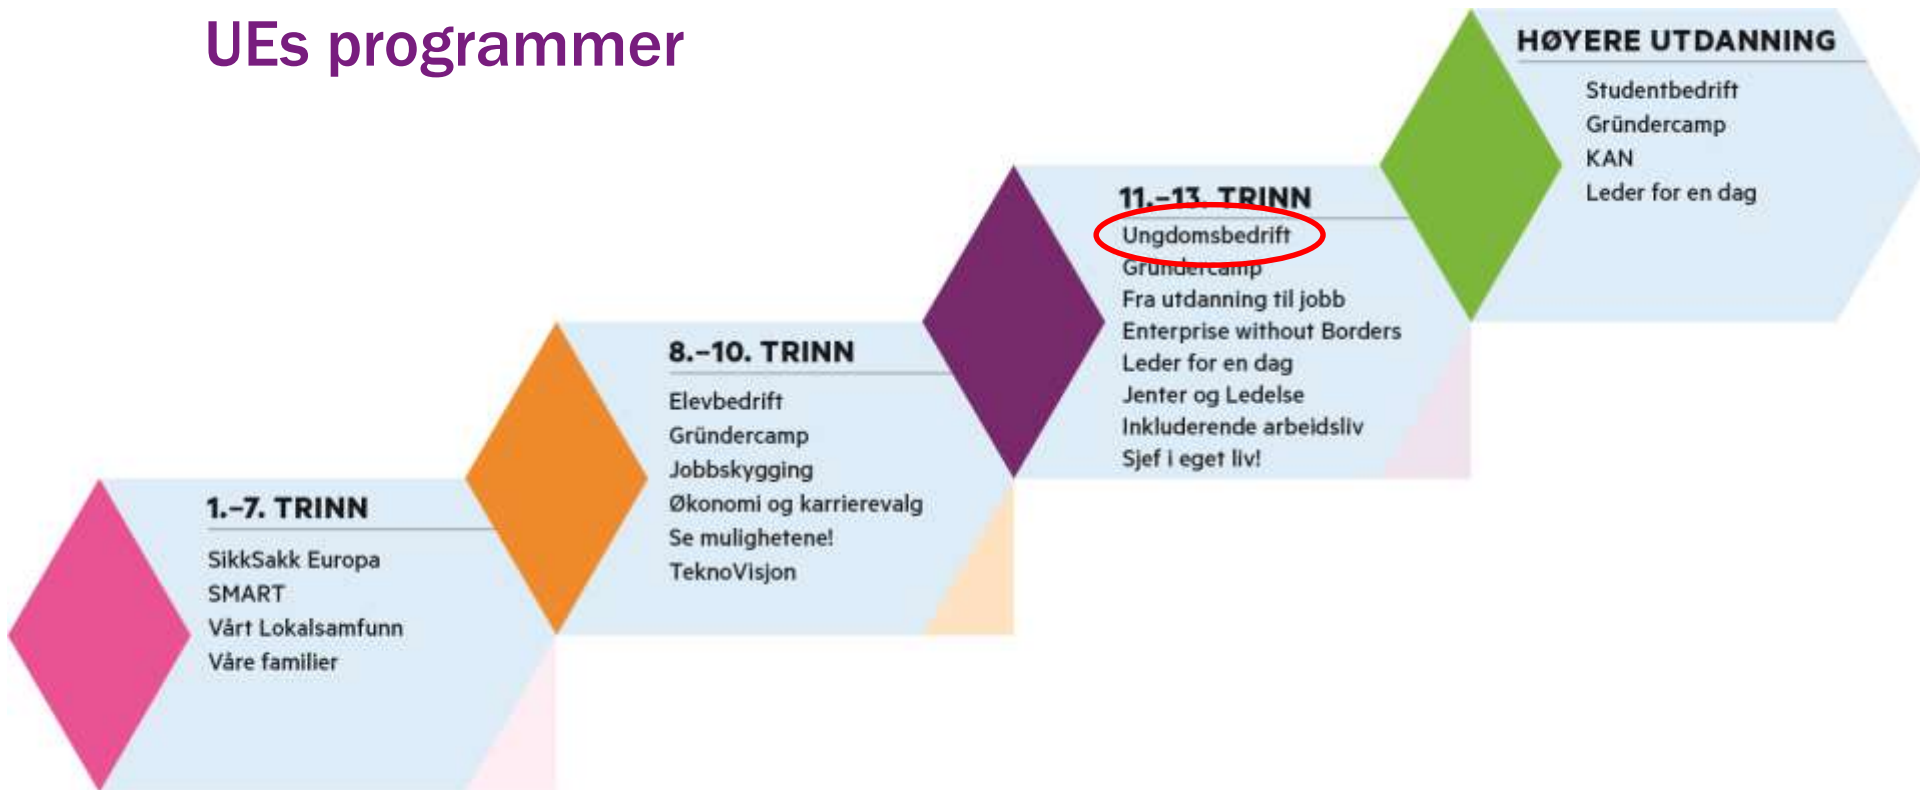 UEs programmer
HØYERE UTDANNING
Studentbedrift
Gründercamp
KAN
Leder for en dag
11.–13. TRINN
Ungdomsbedrift
Gründercamp
Fra utdanning til jobb
Enterprise without Borders
Leder for en dag
Jenter og Ledelse
Inkluderende arbeidsliv
Sjef i eget liv!
8.–10. TRINN
Elevbedrift
Gründercamp
Jobbskygging
Økonomi og karrierevalg
Se mulighetene!
TeknoVisjon
1.–7. TRINN
SikkSakk Europa
SMART
Vårt Lokalsamfunn
Våre familier